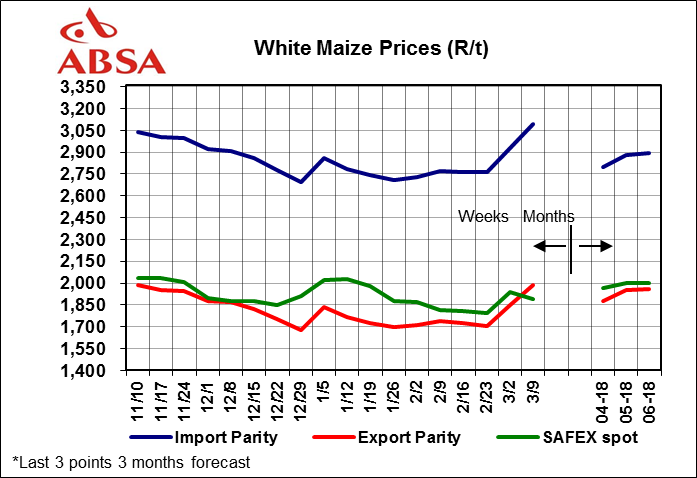 ABSA
White Maize Prices (R/t)
3,350
3,200
3,050
2,900
2,750
2,600
2,450
2,300
2,150
2,000
1,850
1,700
1,550
1,400
Weeks Months
11/10 11/17 11/24 12/1 12/8 12/15 12/22 12/29 1/5 1/12 1/19 1/26 2/2 2/9 2/16 2/23 3/2 3/9 04-18 05-18 06-18
Import Parity Export Parity SAFEX spot
*Last 3 points 3 months forecast